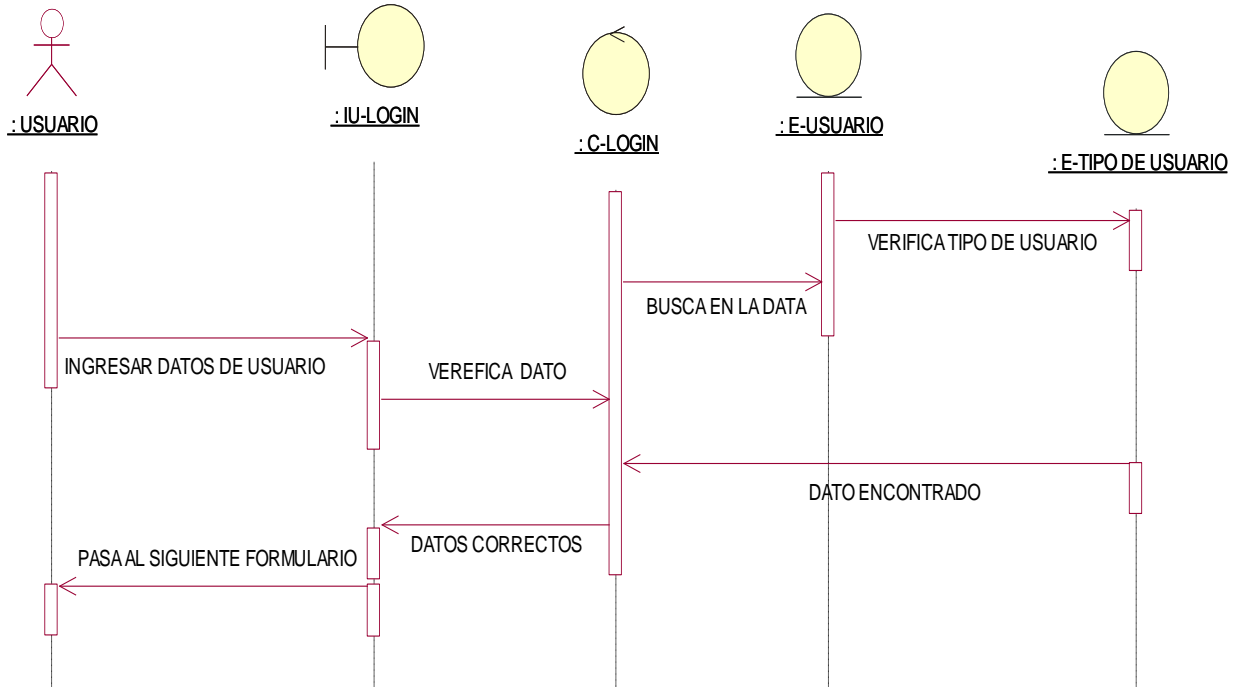 : USUARIO
: IU-LOGIN
: C-LOGIN
: E-USUARIO
: E-TIPO DE USUARIO
VERIFICA TIPO DE USUARIO
BUSCA EN LA DATA
INGRESAR DATOS DE USUARIO
VEREFICA DATO
DATO ENCONTRADO
DATOS CORRECTOS
PASA AL SIGUIENTE FORMULARIO